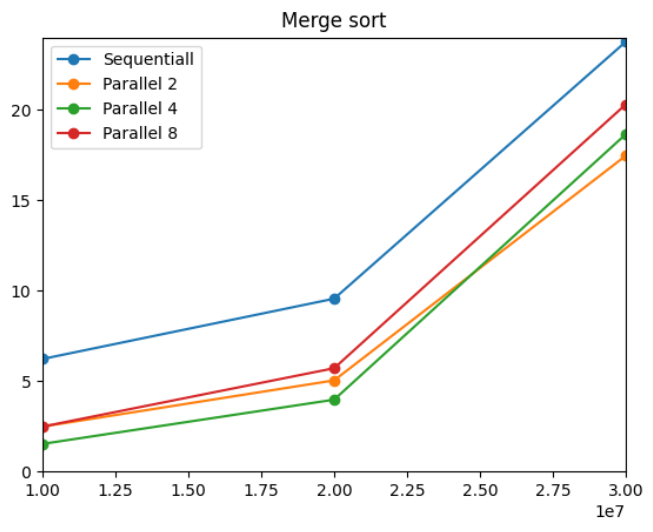 Merge sort
Sequentiall
Parallel 2
Parallel 4
Parallel 8
20
15
10
5
0
1.00 1.25 1.50 1.75 2.00 2.25 2.50 2.75 3.00
1e7